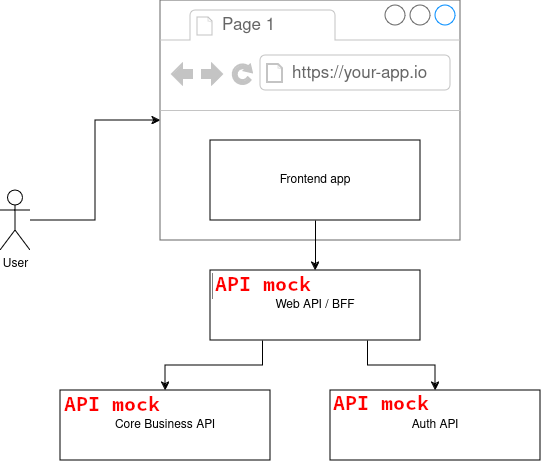 Page 1
https://your-app.io
Frontend app
User
API mock
Web API / BFF
API mock
Core Business API
API mock
Auth API